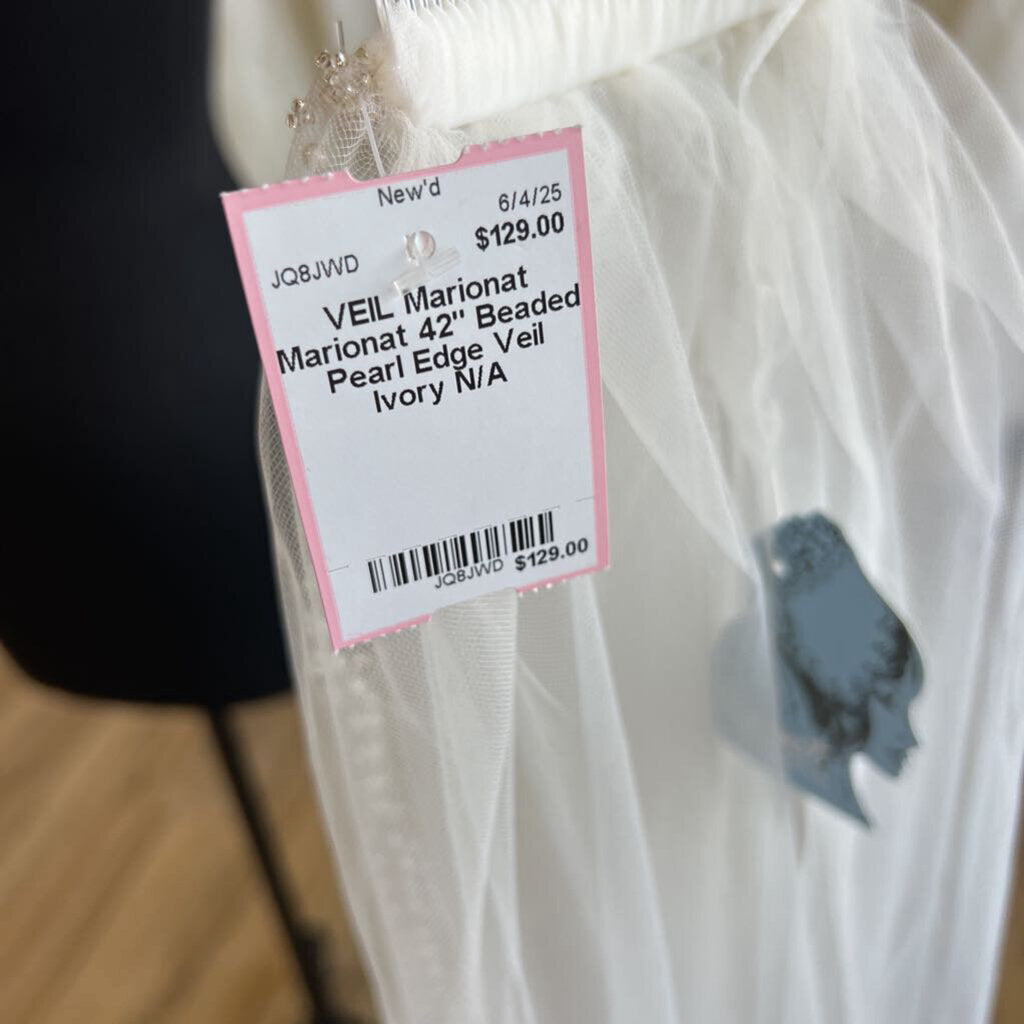 New'd
6/4/25
$129.00
JQ8JWD
VEIL Marionat
Marionat 42" Beaded
Pearl Edge Veil
Ivory N/A
JQ8JWD $129.00